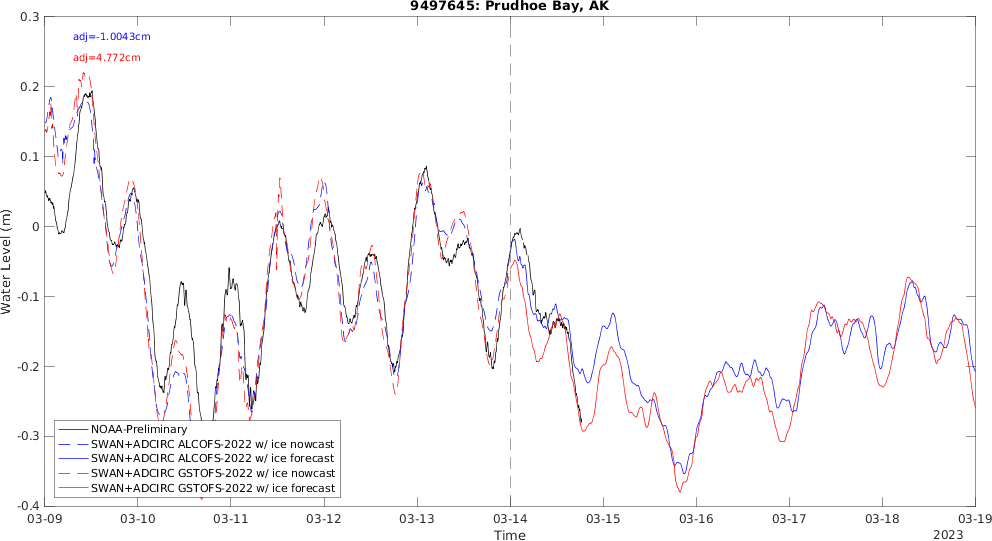 9497645: Prudhoe Bay, AK
adj=-1.0043cm
adj=4.772cm
Water Level (m)
0.3
0.2
0.1
0
-0.1
-0.2
-0.3
-0.4
NOAA-Preliminary
SWAN+ADCIRC ALCOFS-2022 w/ ice nowcast
SWAN+ADCIRC ALCOFS-2022 w/ ice forecast
SWAN+ADCIRC GSTOFS-2022 w/ ice nowcast
SWAN+ADCIRC GSTOFS-2022 w/ ice forecast
03-09 03-10 03-11 03-12 03-13 03-14 03-15 03-16 03-17 03-18 03-19
Time
2023